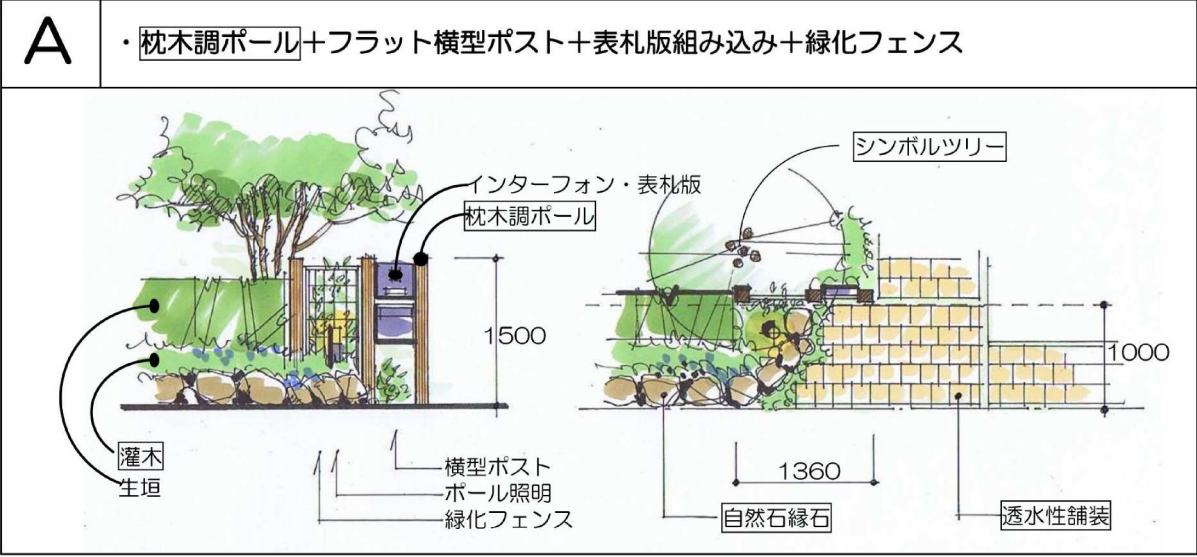 A
・枕木調ポール＋フラット横型ポスト＋表札版組み込み＋緑化フェンス
シンボルツリー
インターフォン・表札版
枕木調ポール
1500
1000
灌木
生垣
横型ポスト
ポール照明
緑化フェンス
1360
自然石縁石
透水性舗装